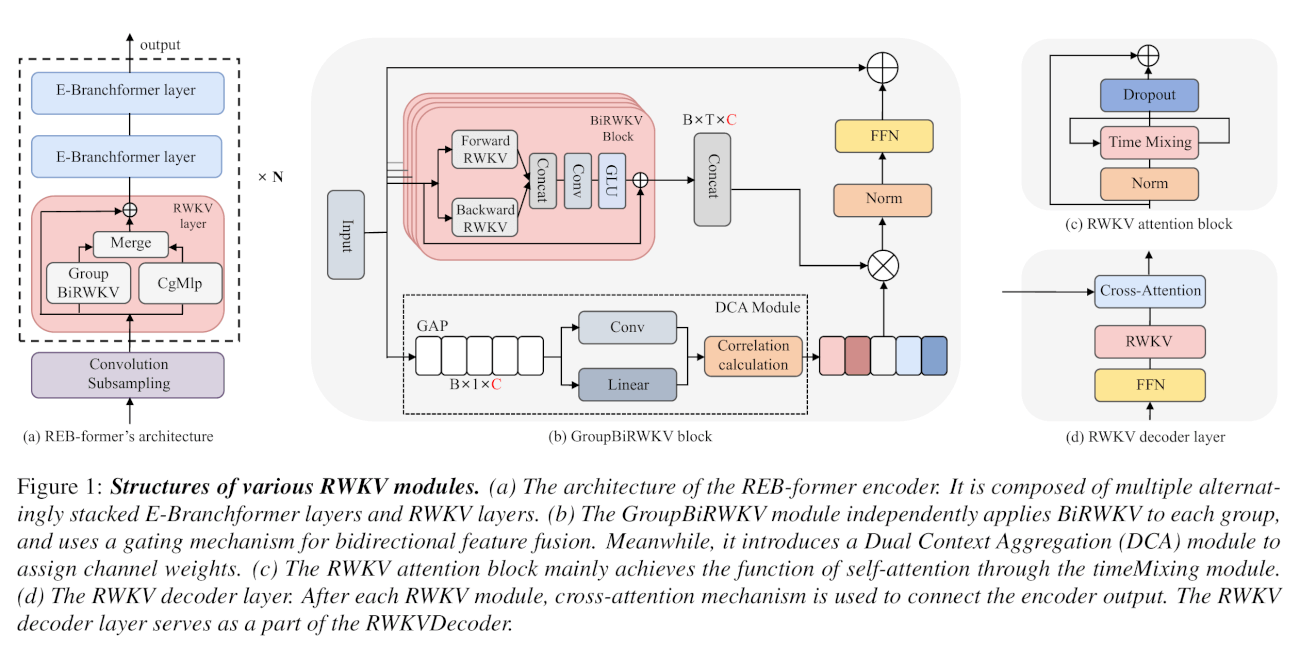 output
E-Branchformer layer
E-Branchformer layer
× N
RWKV
layer
Merge
Group
BiRWKV
CgMlp
Convolution
Subsampling
(a) REB-former's architecture
Input
BiRWKV
Block
Forward
RWKV
Backward
RWKV
Concat
Conv
GLU
B×T×C
Concat
FFN
Norm
DCA Module
GAP
B×1×C
Conv
Linear
Correlation
calculation
(b) GroupBiRWKV block
Dropout
Time Mixing
Norm
(c) RWKV attention block
Cross-Attention
RWKV
FFN
(d) RWKV decoder layer
Figure 1: Structures of various RWKV modules. (a) The architecture of the REB-former encoder. It is composed of multiple alternat-
ingly stacked E-Branchformer layers and RWKV layers. (b) The GroupBiRWKV module independently applies BiRWKV to each group,
and uses a gating mechanism for bidirectional feature fusion. Meanwhile, it introduces a Dual Context Aggregation (DCA) module to
assign channel weights. (c) The RWKV attention block mainly achieves the function of self-attention through the timeMixing module.
(d) The RWKV decoder layer. After each RWKV module, cross-attention mechanism is used to connect the encoder output. The RWKV
decoder layer serves as a part of the RWKVDecoder.